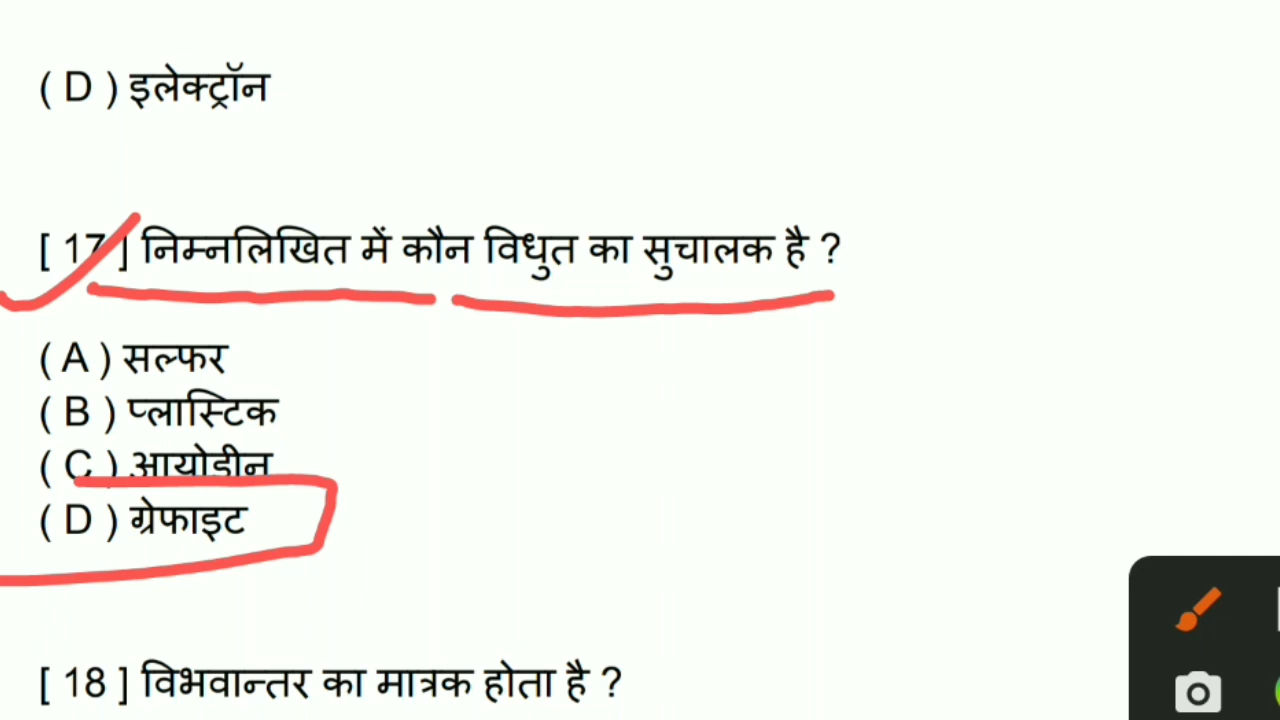 ( D ) इलेक्ट्रॉन
[ 17 ] निम्नलिखित में कौन विधुत का सुचालक है ?
( A ) सल्फर
( B ) प्लास्टिक
( C ) आयोडीन
( D ) ग्रेफाइट
[ 18 ] विभवान्तर का मात्रक होता है ?